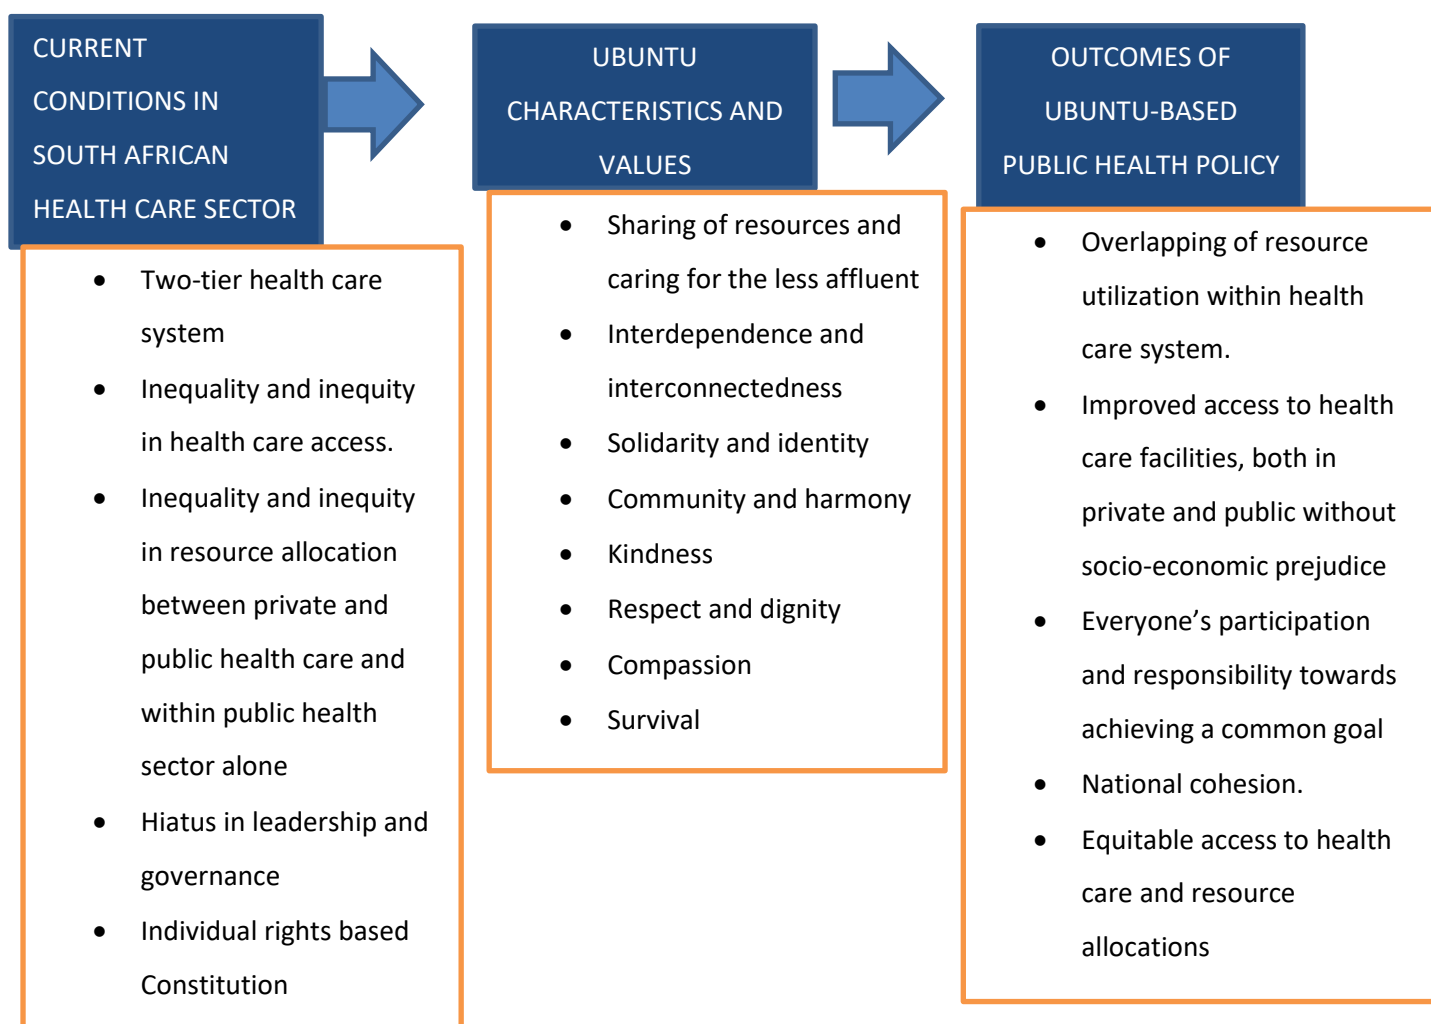 CURRENT
CONDITIONS IN
SOUTH AFRICAN
HEALTH CARE SECTOR
• Two-tier health care
system
• Inequality and inequity
in health care access.
• Inequality and inequity
in resource allocation
between private and
public health care and
within public health
sector alone
• Hiatus in leadership and
governance
• Individual rights based
Constitution
UBUNTU
CHARACTERISTICS AND
VALUES
• Sharing of resources and
caring for the less affluent
• Interdependence and
interconnectedness
• Solidarity and identity
• Community and harmony
• Kindness
• Respect and dignity
• Compassion
• Survival
OUTCOMES OF
UBUNTU-BASED
PUBLIC HEALTH POLICY
• Overlapping of resource
utilization within health
care system.
• Improved access to health
care facilities, both in
private and public without
socio-economic prejudice
• Everyone’s participation
and responsibility towards
achieving a common goal
• National cohesion.
• Equitable access to health
care and resource
allocations